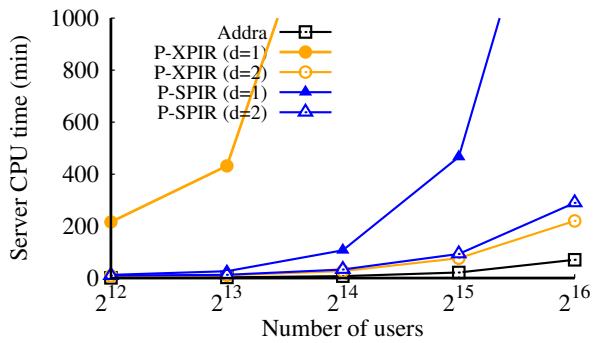 1000
800
600
400
200
0
Server CPU time (min)
Addra
P-XPIR (d=1)
P-XPIR (d=2)
P-SPIR (d=1)
P-SPIR (d=2)
2^12 2^13 2^14 2^15 2^16
Number of users